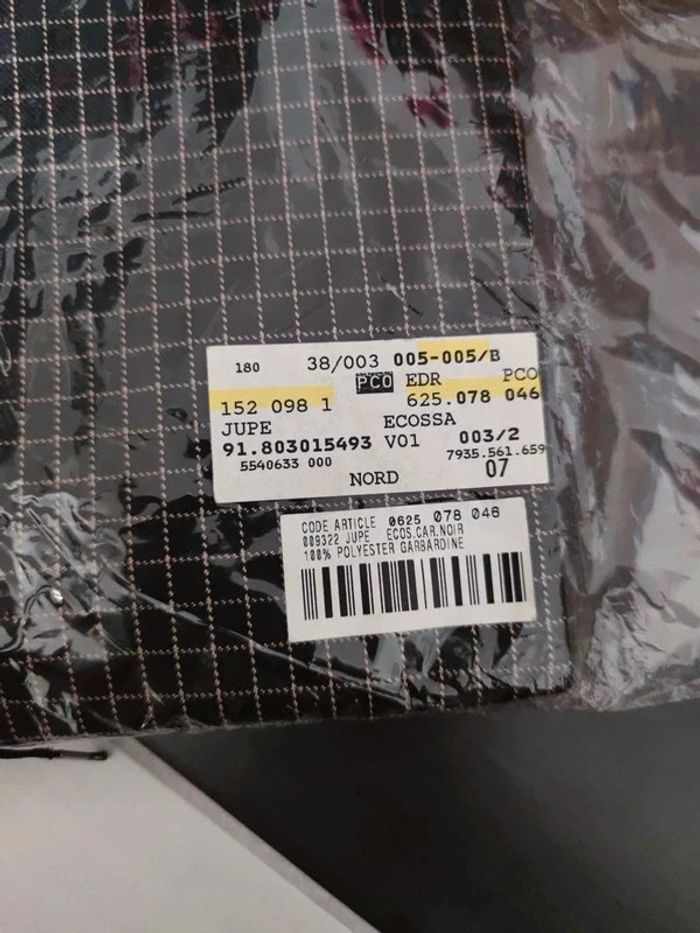 180 38/003 005-005/B
PCO EDR PCO
152 098 1 625.078 046
JUPE ECOSSA
91.803015493 V01 003/2
5540633 000 7935.561.659
NORD 07
CODE ARTICLE 0625 078 046
009322 JUPE ECOS.CAR.NOIR
100% POLYESTER GARBARDINE